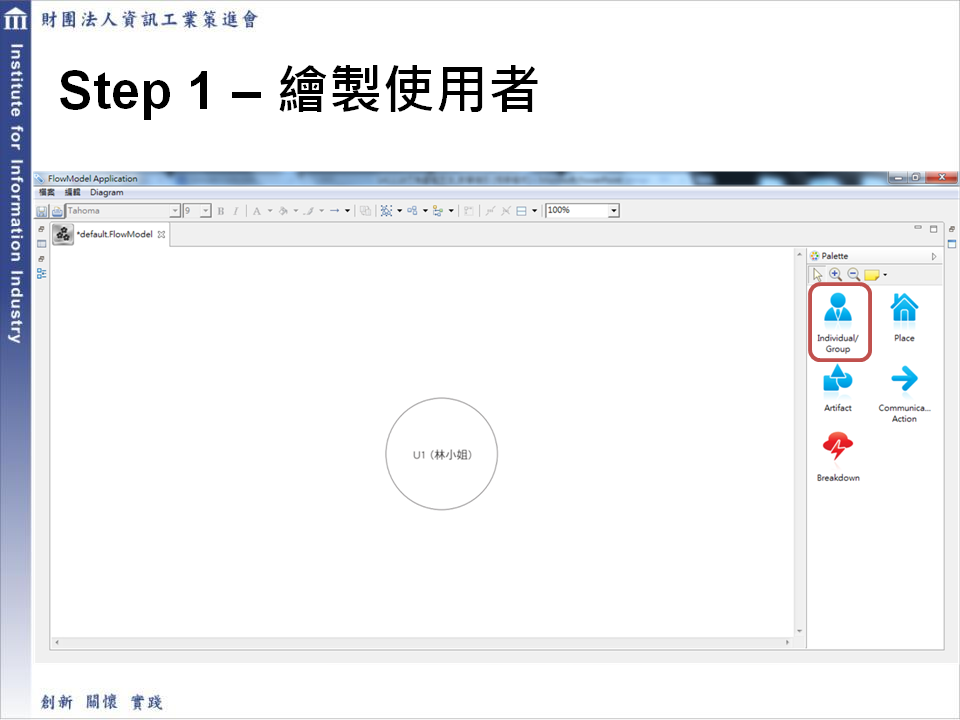 財團法人資訊工業策進會
Institute for Information Industry
Step 1 – 繪製使用者
FlowModel Application
檔案 編輯 Diagram
Tahoma 9 B I A 100%
*default.FlowModel
Palette
Individual/
Group
Place
Artifact
Communica...
Action
Breakdown
U1 (林小姐)
創新 關懷 實踐